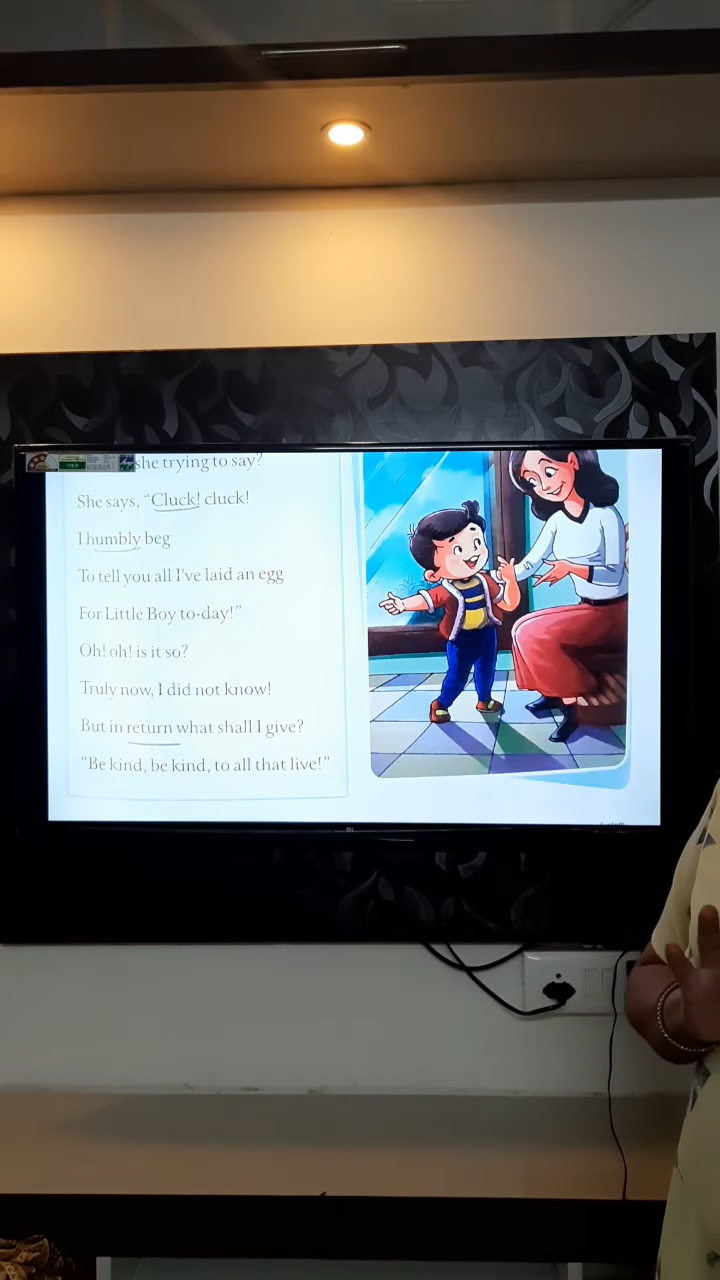 she trying to say?
She says, “Cluck! cluck!
I humbly beg
To tell you all I've laid an egg
For Little Boy to-day!”
Oh! oh! is it so?
Truly now, I did not know!
But in return what shall I give?
“Be kind, be kind, to all that live!”
mi